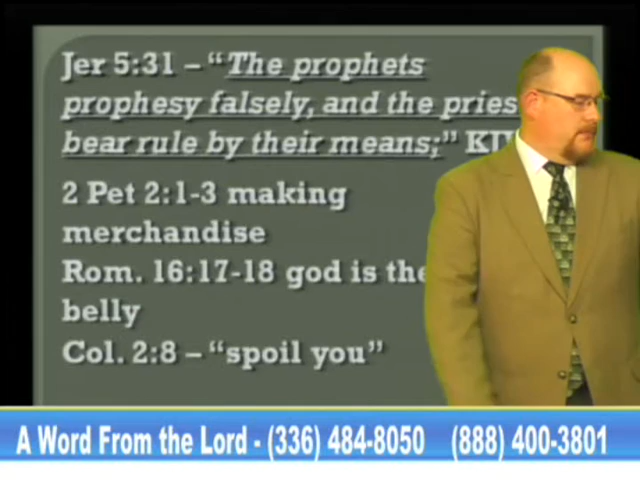 Jer 5:31 – “The prophets
prophesy falsely, and the
bear rule by their means;”
2 Pet 2:1-3 making
merchandise
Rom. 16:17-18 god is the
belly
Col. 2:8 – “spoil you”
A Word From the Lord - (336) 484-8050 (888) 400-3801